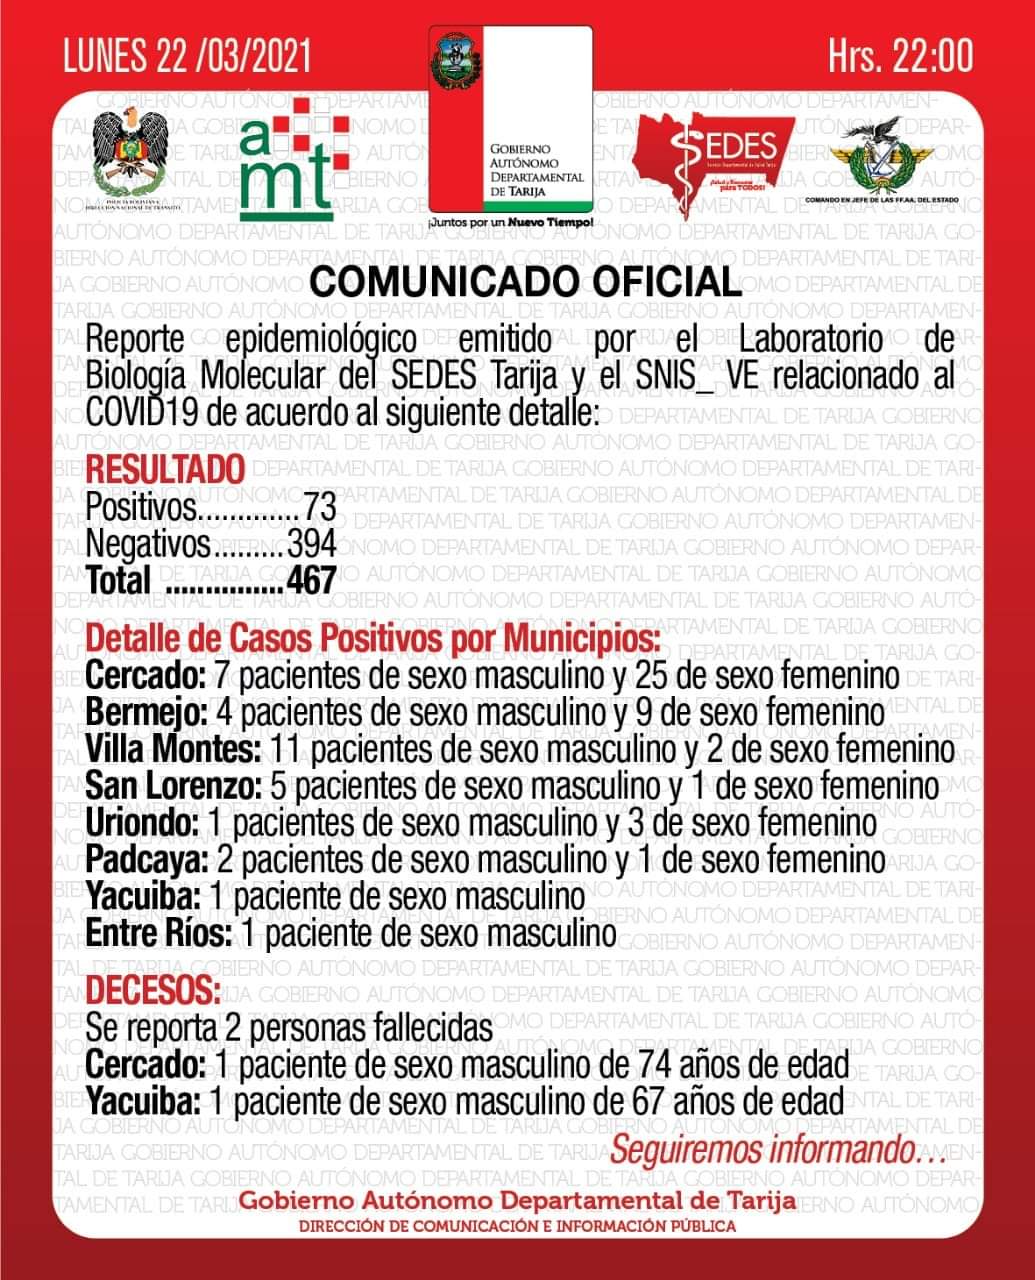 LUNES 22 /03/2021
Hrs. 22:00
POLICÍA BOLIVIANA
DIRECCIÓN NACIONAL DE TRÁNSITO
amt
GOBIERNO
AUTÓNOMO
DEPARTAMENTAL
DE TARIJA
¡Juntos por un Nuevo Tiempo!
SEDES
Servicio Departamental de Salud Tarija
para TODOS!
COMANDO EN JEFE DE LAS FF.AA. DEL ESTADO
COMUNICADO OFICIAL
Reporte epidemiológico emitido por el Laboratorio de
Biología Molecular del SEDES Tarija y el SNIS_ VE relacionado al
COVID19 de acuerdo al siguiente detalle:
RESULTADO
Positivos.............73
Negativos.........394
Total ...............467
Detalle de Casos Positivos por Municipios:
Cercado: 7 pacientes de sexo masculino y 25 de sexo femenino
Bermejo: 4 pacientes de sexo masculino y 9 de sexo femenino
Villa Montes: 11 pacientes de sexo masculino y 2 de sexo femenino
San Lorenzo: 5 pacientes de sexo masculino y 1 de sexo femenino
Uriondo: 1 pacientes de sexo masculino y 3 de sexo femenino
Padcaya: 2 pacientes de sexo masculino y 1 de sexo femenino
Yacuiba: 1 paciente de sexo masculino
Entre Ríos: 1 paciente de sexo masculino
DECESOS:
Se reporta 2 personas fallecidas
Cercado: 1 paciente de sexo masculino de 74 años de edad
Yacuiba: 1 paciente de sexo masculino de 67 años de edad
Seguiremos informando...
Gobierno Autónomo Departamental de Tarija
DIRECCIÓN DE COMUNICACIÓN E INFORMACIÓN PÚBLICA